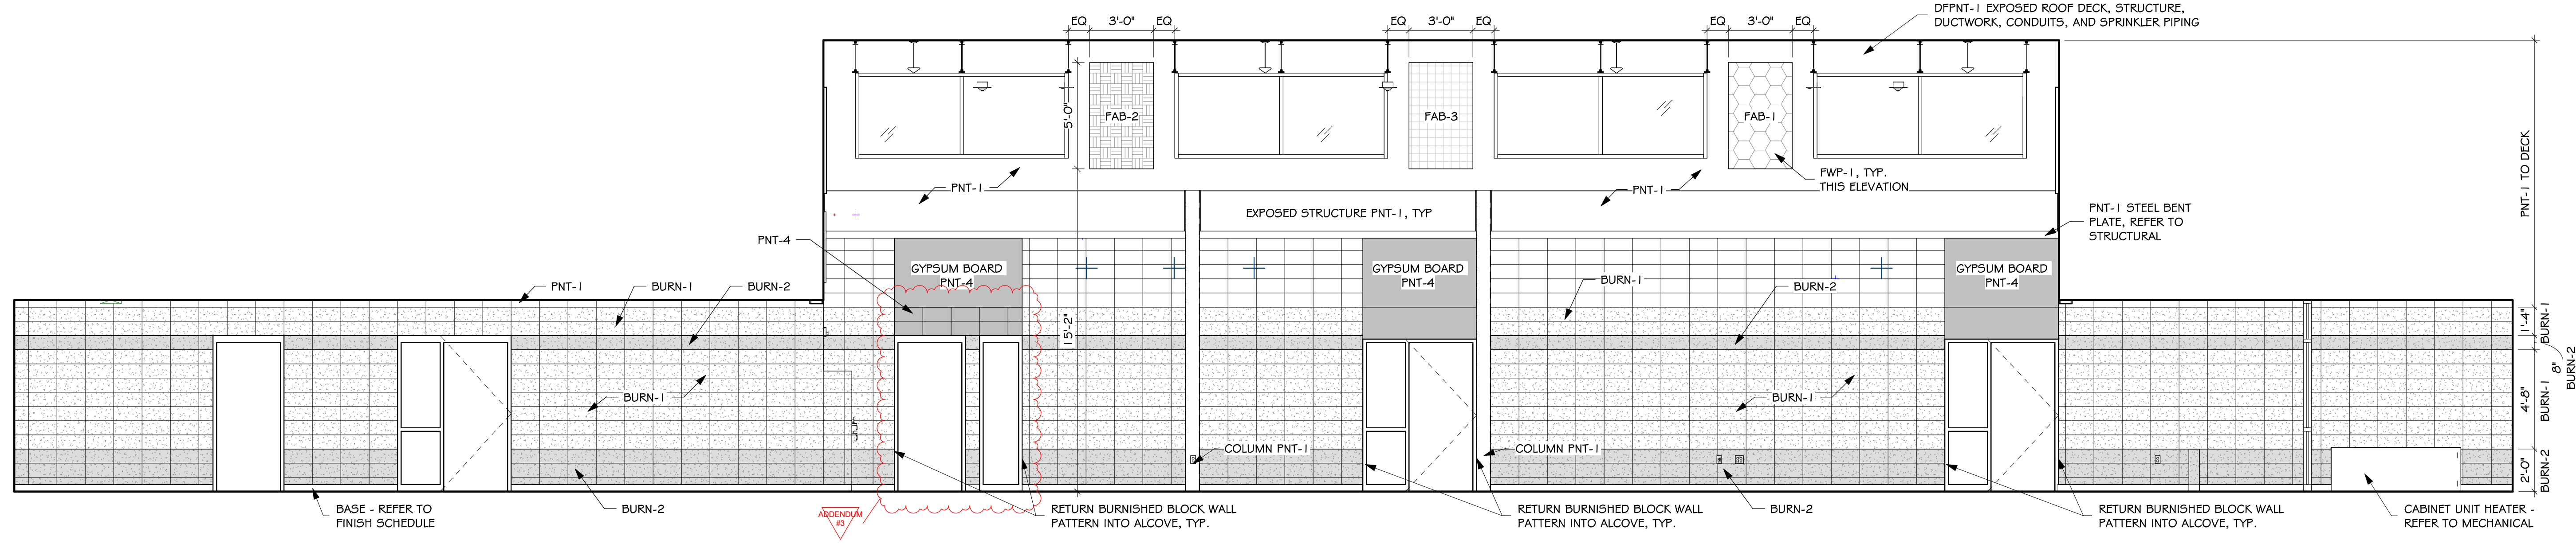 DFPNT-1 EXPOSED ROOF DECK, STRUCTURE,
DUCTWORK, CONDUITS, AND SPRINKLER PIPING
EQ 3'-0" EQ
EQ 3'-0" EQ
EQ 3'-0" EQ
5'-0"
FAB-2
FAB-3
FAB-1
PNT-1 TO DECK
FWP-1, TYP.
THIS ELEVATION
PNT-1
PNT-1
EXPOSED STRUCTURE PNT-1, TYP
PNT-1 STEEL BENT
PLATE, REFER TO
STRUCTURAL
PNT-4
GYPSUM BOARD
PNT-4
GYPSUM BOARD
PNT-4
GYPSUM BOARD
PNT-4
PNT-1
BURN-1
BURN-2
BURN-1
BURN-2
15'-2"
1'-4"
BURN-1
8"
BURN-2
4'-8"
BURN-1
2'-0"
BURN-2
BURN-1
BURN-1
COLUMN PNT-1
COLUMN PNT-1
BASE - REFER TO
FINISH SCHEDULE
BURN-2
ADDENDUM
#3
RETURN BURNISHED BLOCK WALL
PATTERN INTO ALCOVE, TYP.
RETURN BURNISHED BLOCK WALL
PATTERN INTO ALCOVE, TYP.
BURN-2
RETURN BURNISHED BLOCK WALL
PATTERN INTO ALCOVE, TYP.
CABINET UNIT HEATER -
REFER TO MECHANICAL